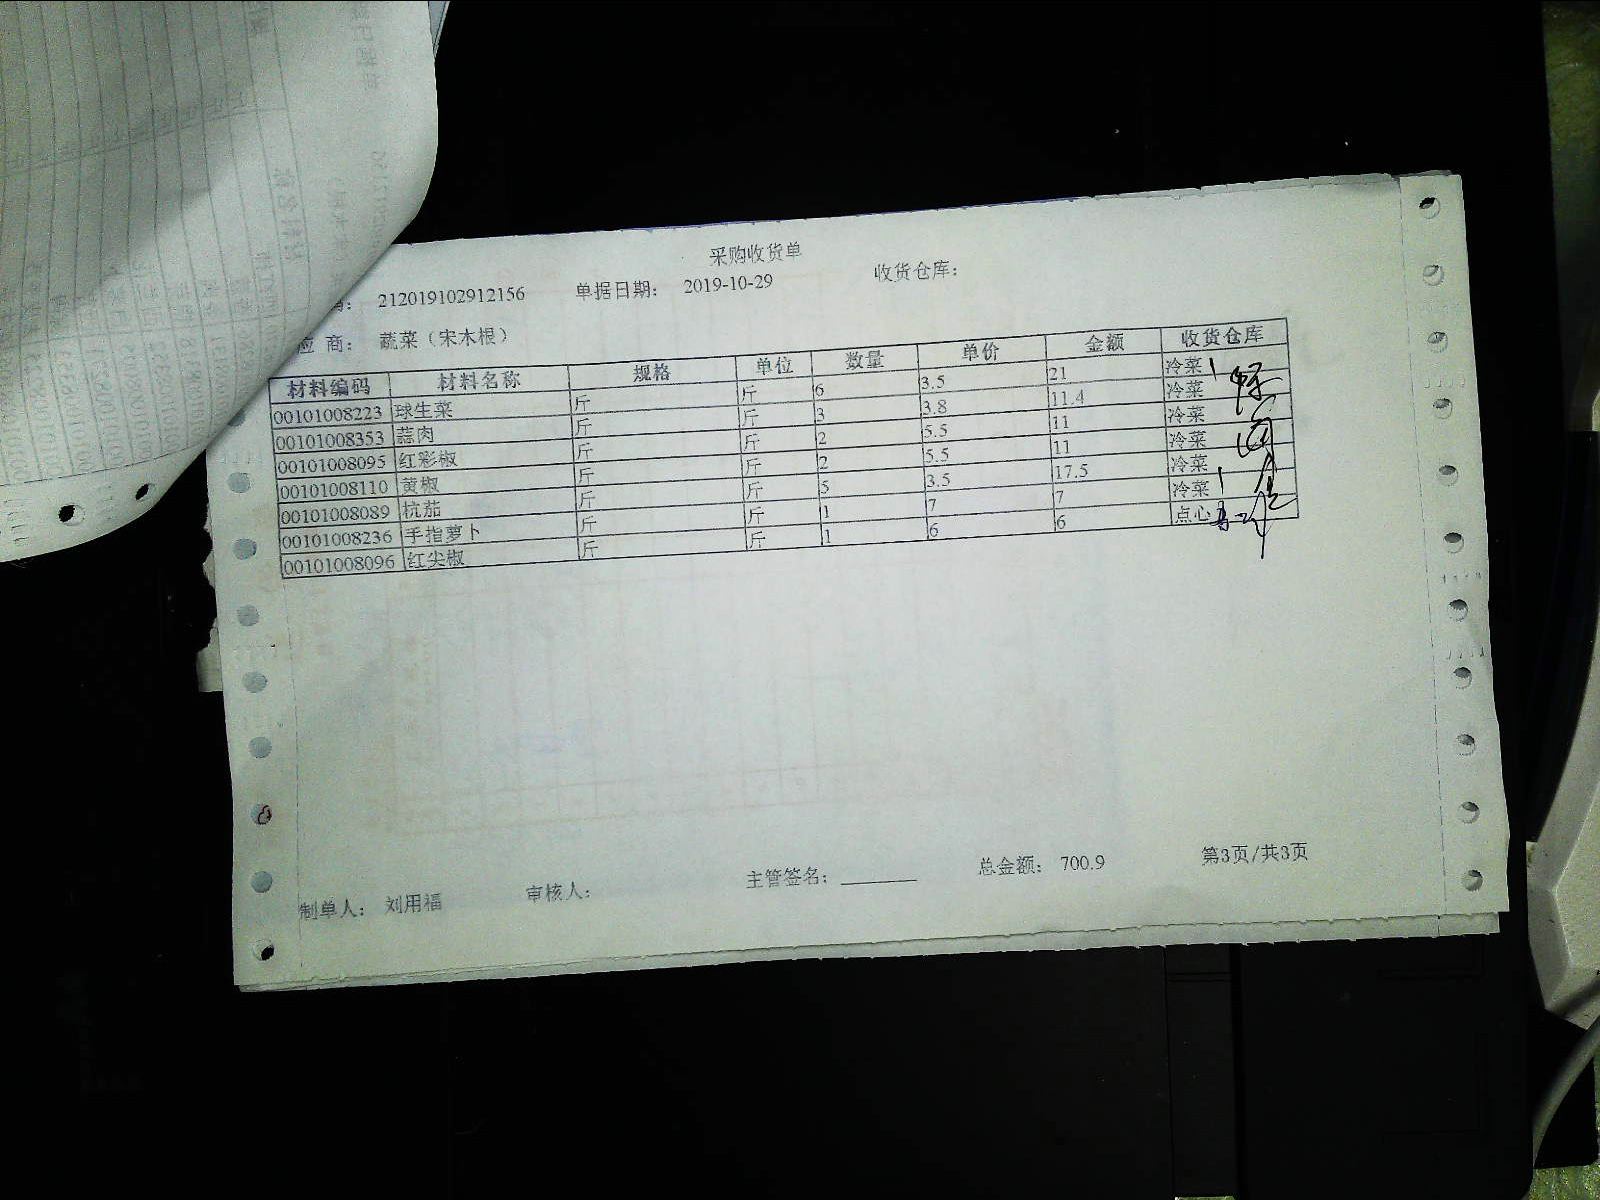 采购收货单
码： 212019102912156 单据日期： 2019-10-29 收货仓库：
应 商： 蔬菜（宋木根）
材料编码 材料名称 规格 单位 数量 单价 金额 收货仓库
00101008223 球生菜 斤 斤 6 3.5 21 冷菜
00101008353 蒜肉 斤 斤 3 3.8 11.4 冷菜
00101008095 红彩椒 斤 斤 2 5.5 11 冷菜
00101008110 黄椒 斤 斤 2 5.5 11 冷菜
00101008089 杭茄 斤 斤 5 3.5 17.5 冷菜
00101008236 手指萝卜 斤 斤 1 7 7 冷菜
00101008096 红尖椒 斤 斤 1 6 6 点心
制单人： 刘用福 审核人： 主管签名： 总金额： 700.9 第3页/共3页